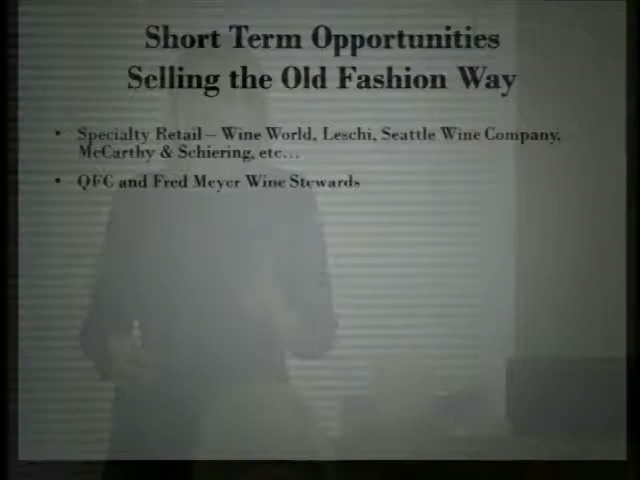 Short Term Opportunities
Selling the Old Fashion Way
• Specialty Retail – Wine World, Leschi, Seattle Wine Company,
McCarthy & Schiering, etc…
• QFC and Fred Meyer Wine Stewards